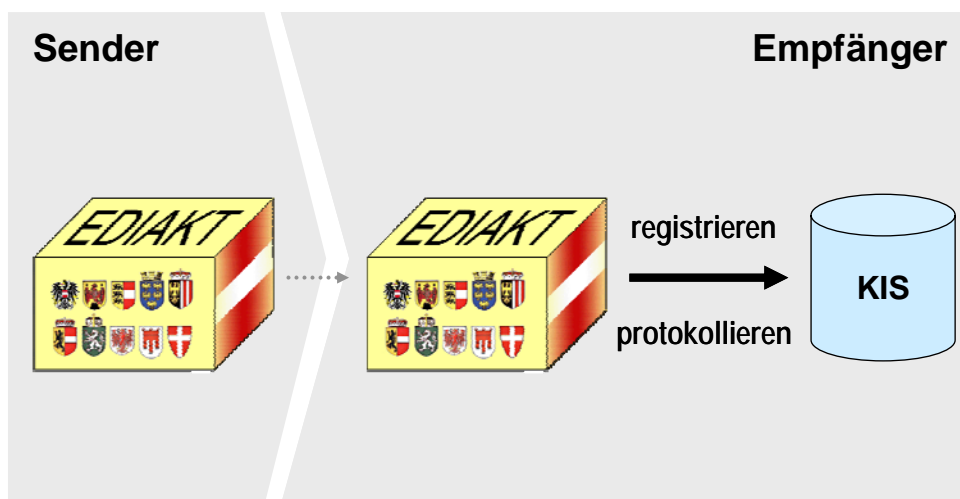 Sender
Empfänger
EDIAKT
EDIAKT
registrieren
protokollieren
KIS